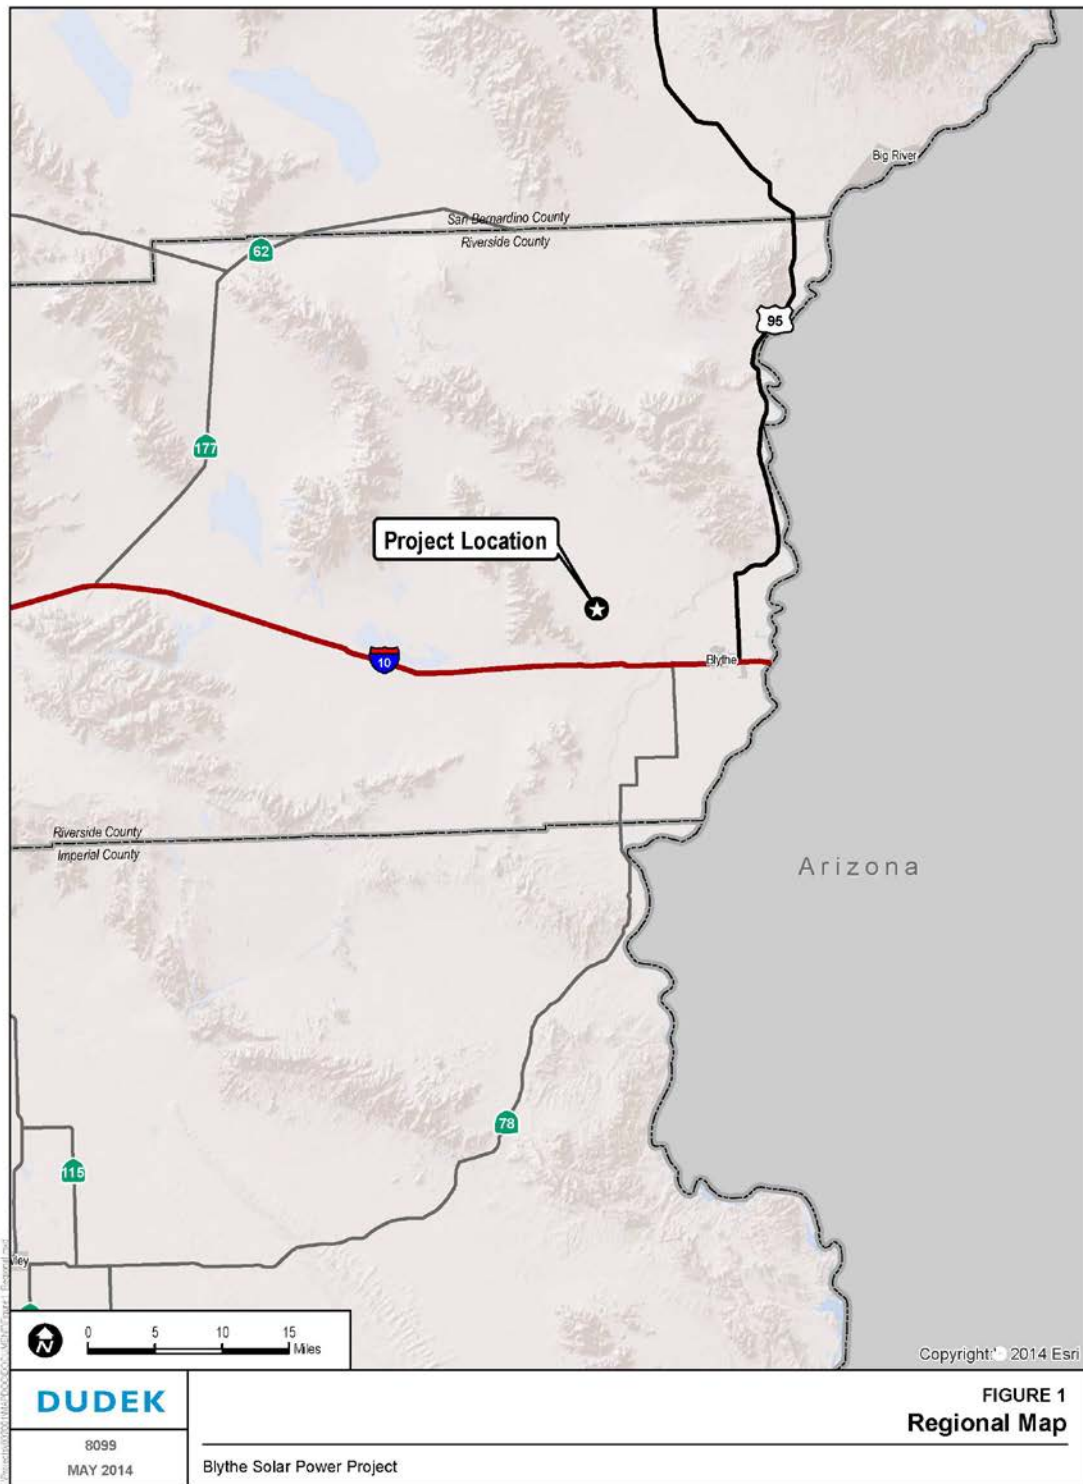 Big River
San Bernardino County
Riverside County
62
95
177
Project Location
10
Blythe
Riverside County
Imperial County
Arizona
78
115
N
0 5 10 15
Miles
Copyright: 2014 Esri
DUDEK
8099
MAY 2014
FIGURE 1
Regional Map
Blythe Solar Power Project